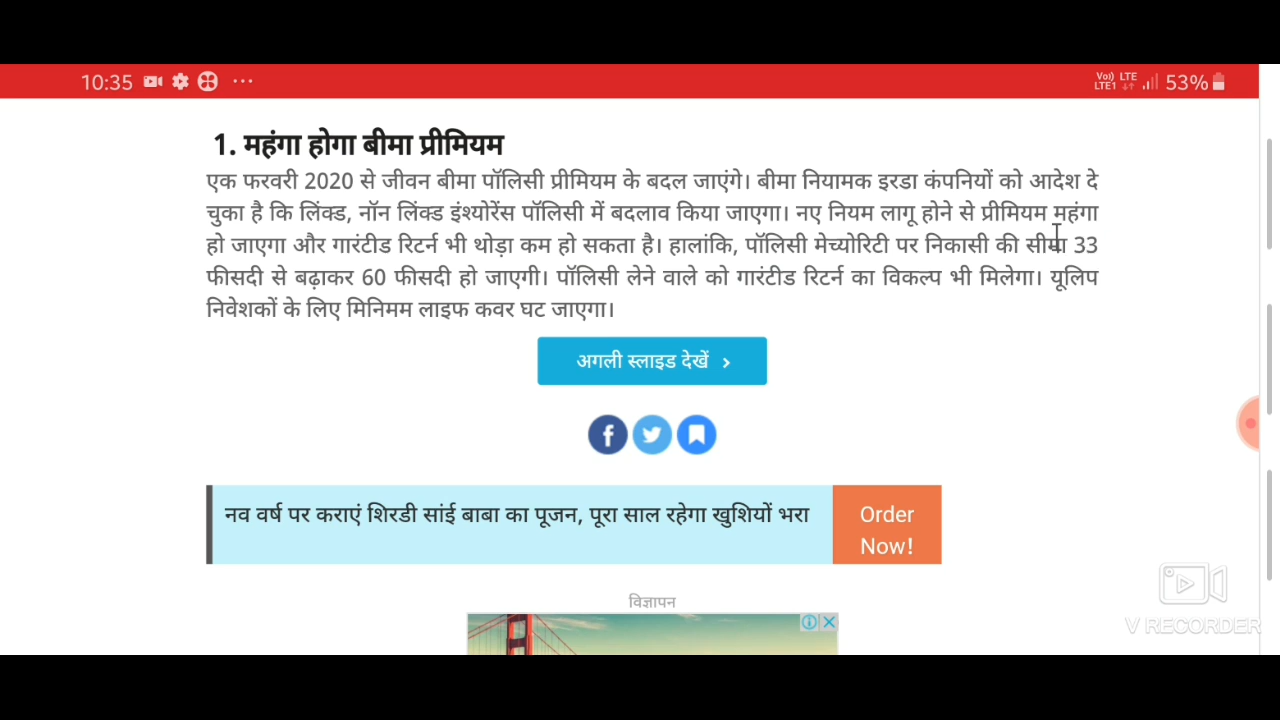 10:35 ... Vo) LTE LTE1 53%
1. महंगा होगा बीमा प्रीमियम
एक फरवरी 2020 से जीवन बीमा पॉलिसी प्रीमियम के बदल जाएंगे। बीमा नियामक इरडा कंपनियों को आदेश दे
चुका है कि लिंक्ड, नॉन लिंक्ड इंश्योरेंस पॉलिसी में बदलाव किया जाएगा। नए नियम लागू होने से प्रीमियम महंगा
हो जाएगा और गारंटीड रिटर्न भी थोड़ा कम हो सकता है। हालांकि, पॉलिसी मेच्योरिटी पर निकासी की सीमा 33
फीसदी से बढ़ाकर 60 फीसदी हो जाएगी। पॉलिसी लेने वाले को गारंटीड रिटर्न का विकल्प भी मिलेगा। यूलिप
निवेशकों के लिए मिनिमम लाइफ कवर घट जाएगा।
अगली स्लाइड देखें >
नव वर्ष पर कराएं शिरडी सांई बाबा का पूजन, पूरा साल रहेगा खुशियों भरा
Order
Now!
विज्ञापन
V RECORDER